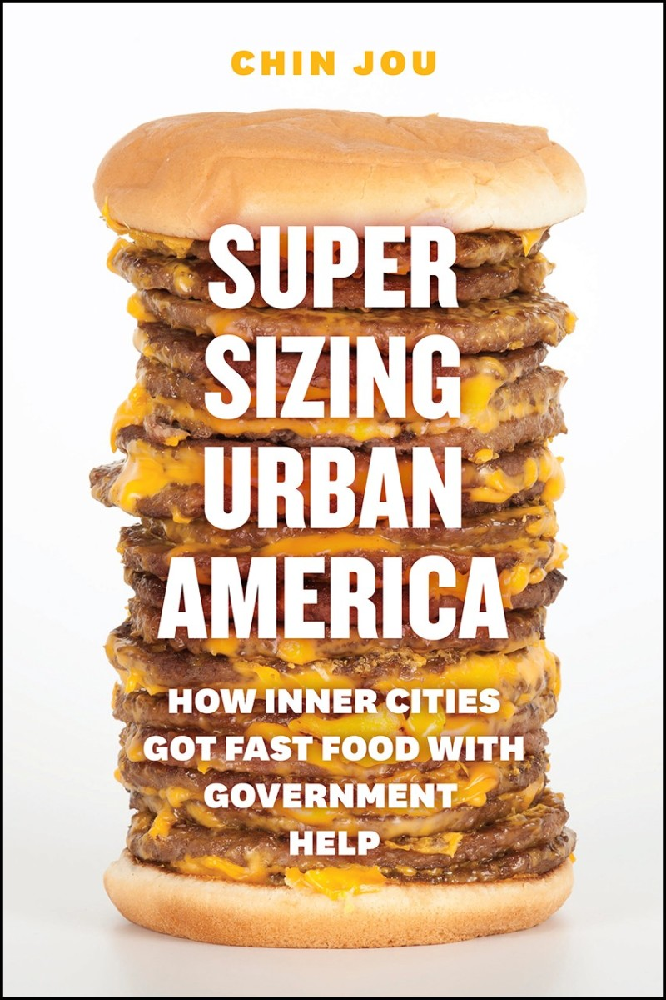 CHIN JOU
SUPER
SIZING
URBAN
AMERICA
HOW INNER CITIES
GOT FAST FOOD WITH
GOVERNMENT
HELP